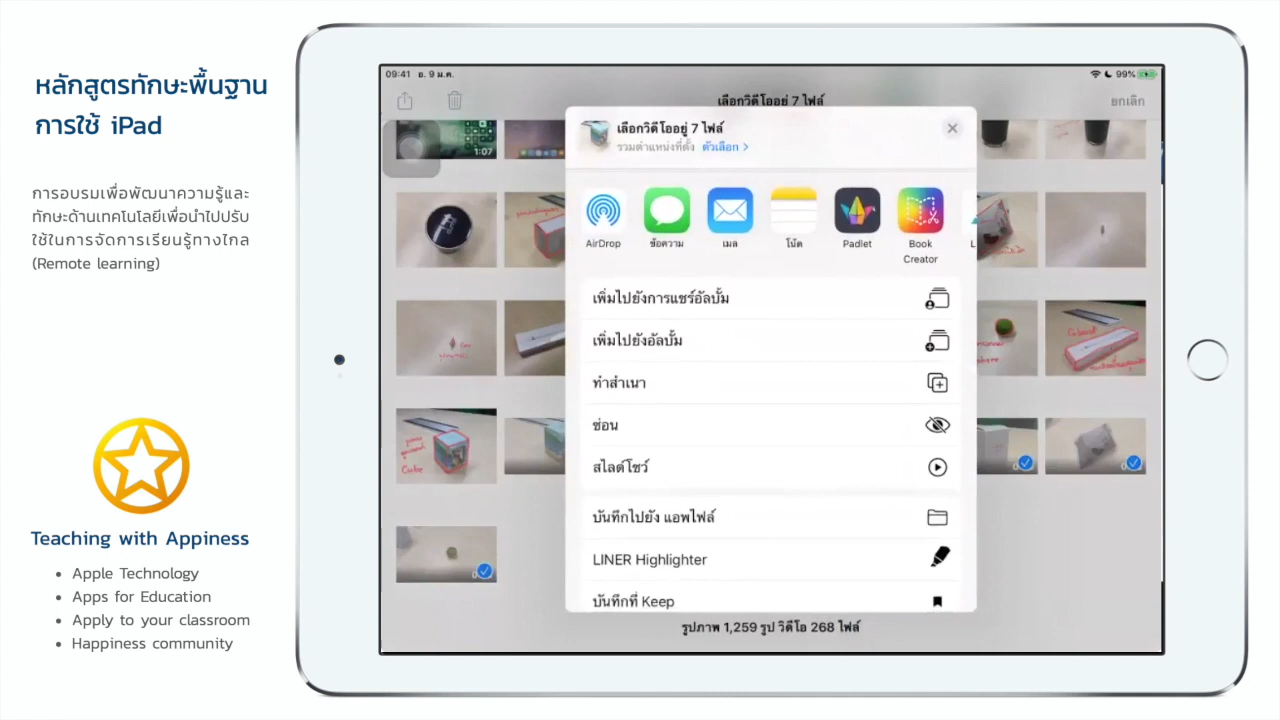 หลักสูตรทักษะพื้นฐาน
การใช้ iPad
การอบรมเพื่อพัฒนาความรู้และ
ทักษะด้านเทคโนโลยีเพื่อนำไปปรับ
ใช้ในการจัดการเรียนรู้ทางไกล
(Remote learning)
Teaching with Appiness
• Apple Technology
• Apps for Education
• Apply to your classroom
• Happiness community
09:41 อ. 9 ม.ค.
99%
เลือกวิดีโออยู่ 7 ไฟล์
ยกเลิก
1:07
เลือกวิดีโออยู่ 7 ไฟล์
รวมตำแหน่งที่ตั้ง ตัวเลือก >
AirDrop
ข้อความ
เมล
โน้ต
Padlet
Book
Creator
เพิ่มไปยังการแชร์อัลบั้ม
เพิ่มไปยังอัลบั้ม
ทำสำเนา
ซ่อน
สไลด์โชว์
บันทึกไปยัง แอพไฟล์
LINER Highlighter
บันทึกที่ Keep
Cube
รูปภาพ 1,259 รูป วิดีโอ 268 ไฟล์